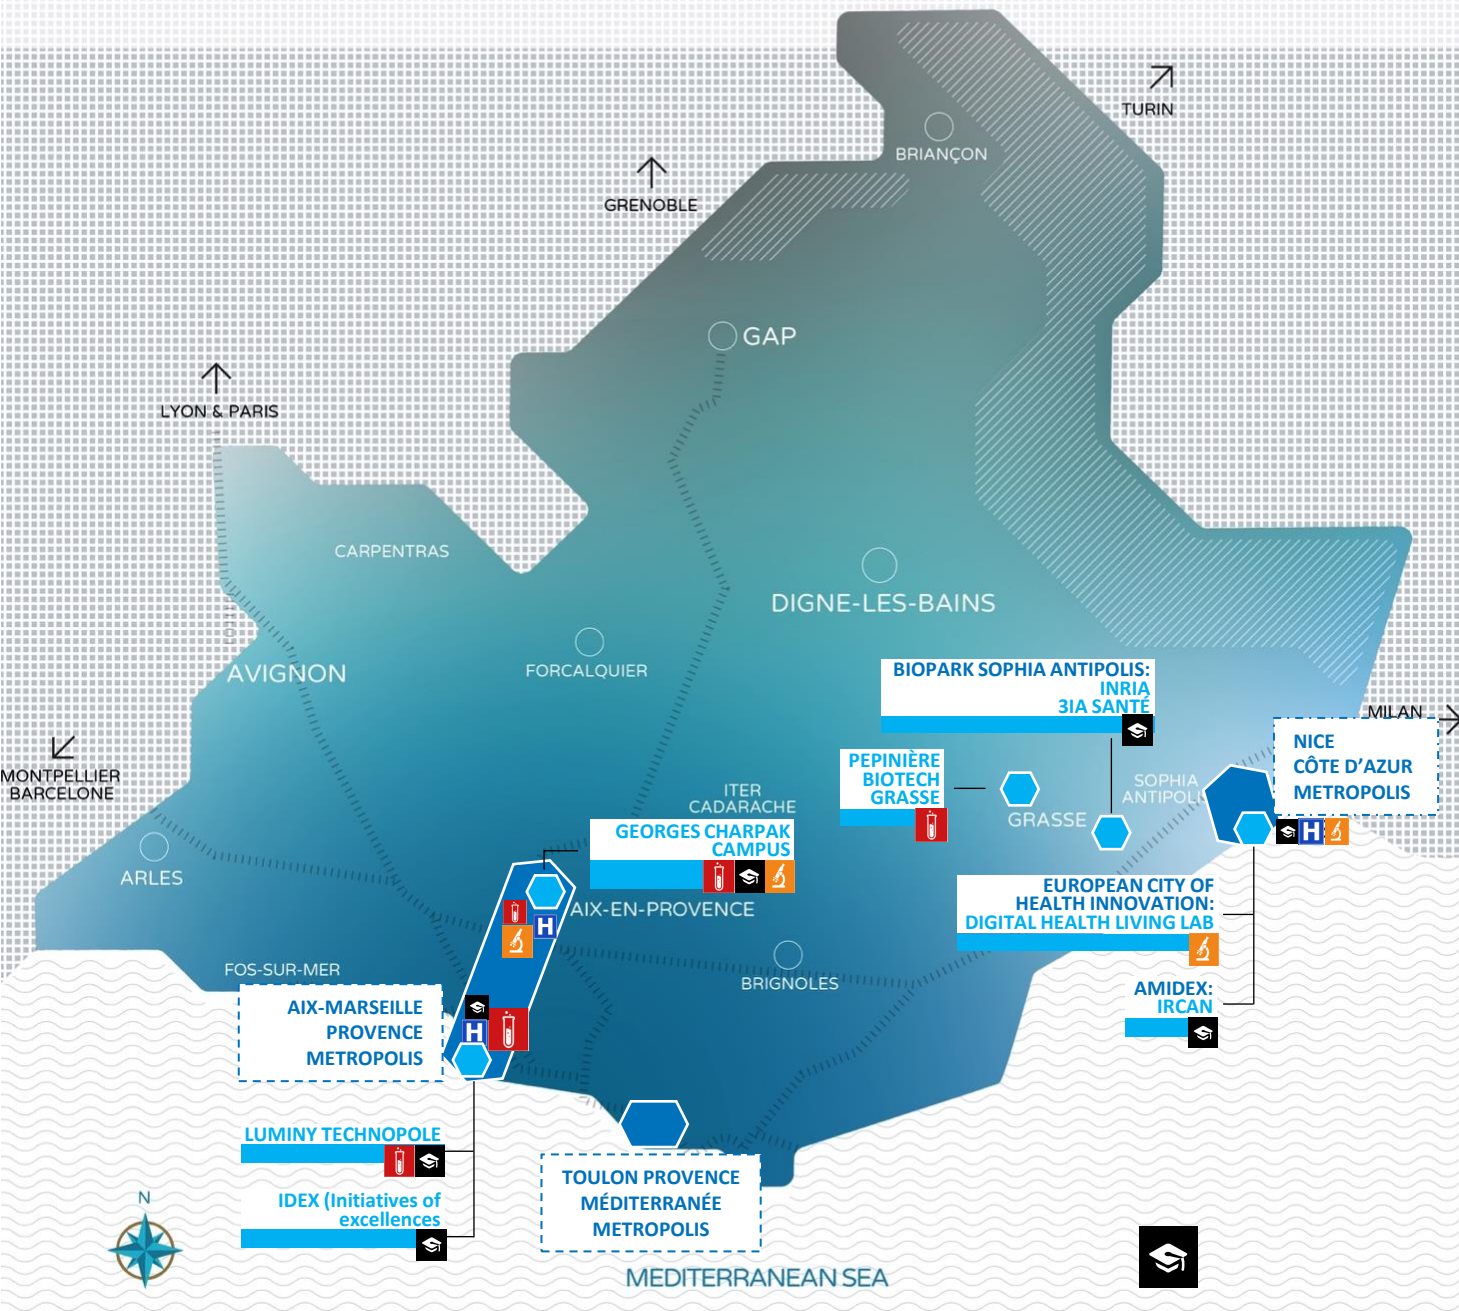 TURIN
BRIANÇON
GRENOBLE
GAP
LYON & PARIS
CARPENTRAS
DIGNE-LES-BAINS
FORCALQUIER
AVIGNON
BIOPARK SOPHIA ANTIPOLIS:
INRIA
3IA SANTÉ
MILAN
MONTPELLIER
BARCELONE
NICE
CÔTE D'AZUR
METROPOLIS
PEPINIÈRE
BIOTECH
GRASSE
SOPHIA
ANTIPOLIS
GRASSE
ITER
CADARACHE
GEORGES CHARPAK
CAMPUS
H
ARLES
EUROPEAN CITY OF
HEALTH INNOVATION:
DIGITAL HEALTH LIVING LAB
AIX-EN-PROVENCE
H
FOS-SUR-MER
BRIGNOLES
AMIDEX:
IRCAN
AIX-MARSEILLE
PROVENCE
METROPOLIS
H
LUMINY TECHNOPOLE
TOULON PROVENCE
MÉDITERRANÉE
METROPOLIS
IDEX (Initiatives of
excellences
N
MEDITERRANEAN SEA